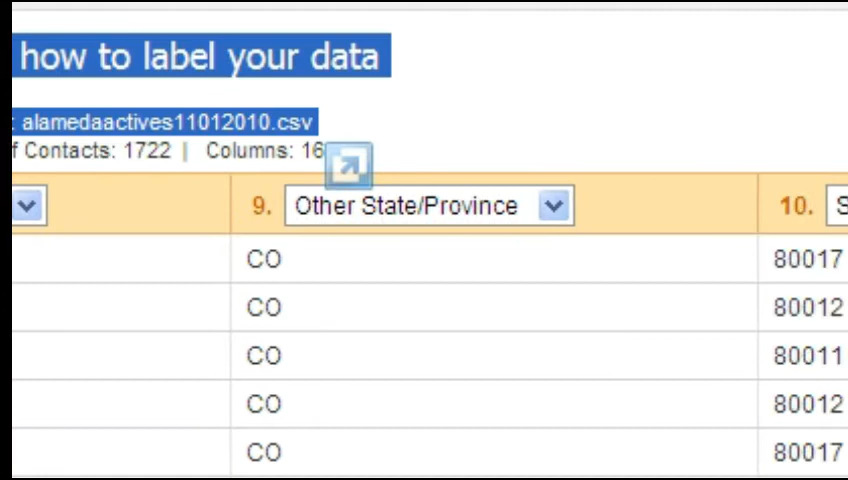 how to label your data
: alamedaactives11012010.csv
f Contacts: 1722 | Columns: 16
9. Other State/Province 10. S
CO 80017
CO 80012
CO 80011
CO 80012
CO 80017